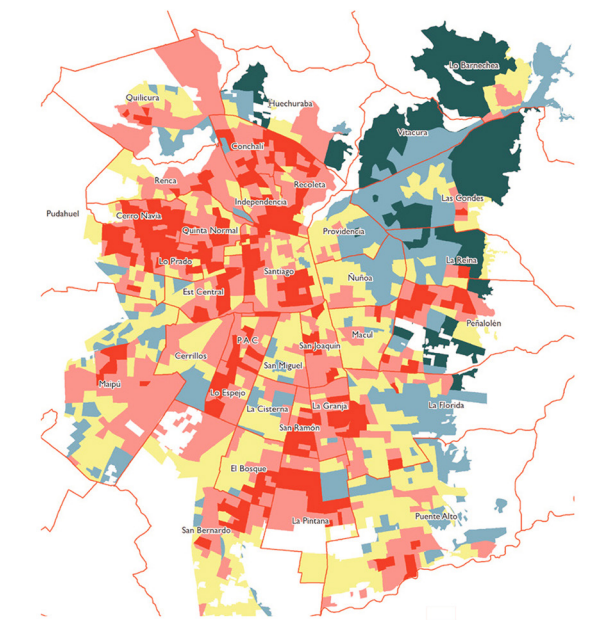 Lo Barnechea
Quilicura
Huechuraba
Vitacura
Conchalí
Renca
Recoleta
Las Condes
Independencia
Pudahuel
Cerro Navia
Quinta Normal
Providencia
Lo Prado
La Reina
Santiago
Ñuñoa
Est Central
Peñalolén
Macul
P.A.C.
San Joaquin
Cerrillos
San Miguel
Maipú
Lo Espejo
La Cisterna
La Granja
La Florida
San Ramón
El Bosque
Puente Alto
La Pintana
San Bernardo